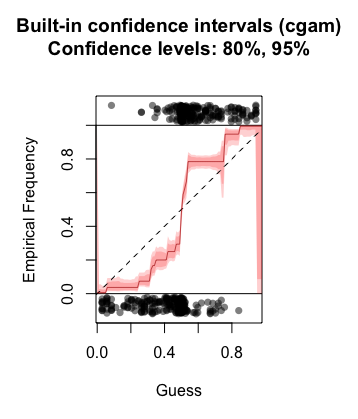 Built-in confidence intervals (cgam)
Confidence levels: 80%, 95%
Empirical Frequency
0.8
0.4
0.0
0.0 0.4 0.8
Guess